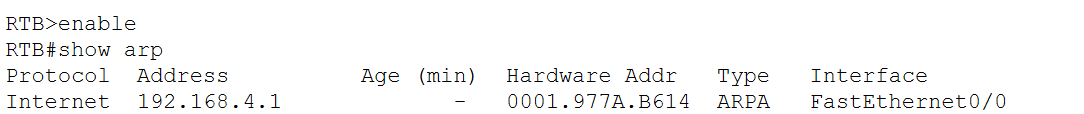 RTB>enable
RTB#show arp
Protocol  Address          Age (min)  Hardware Addr   Type   Interface
Internet  192.168.4.1             -   0001.977A.B614  ARPA   FastEthernet0/0